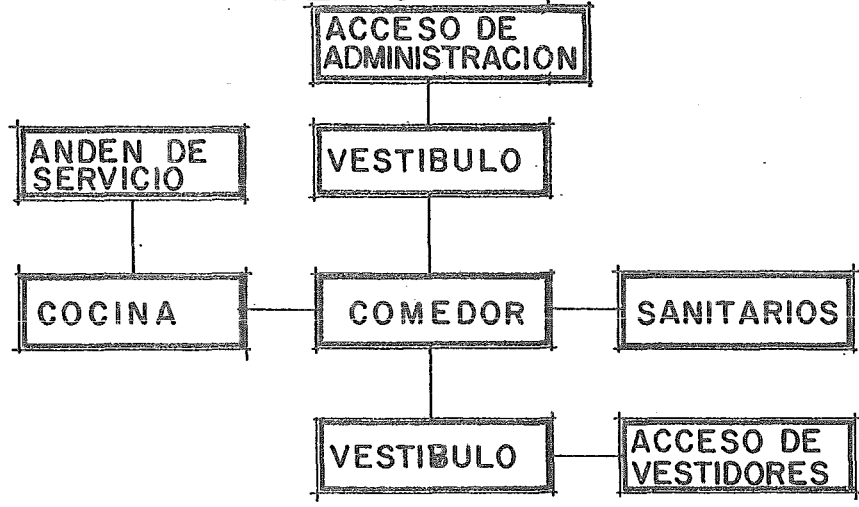 ACCESO DE
ADMINISTRACION
ANDEN DE
SERVICIO
VESTIBULO
COCINA
COMEDOR
SANITARIOS
VESTIBULO
ACCESO DE
VESTIDORES